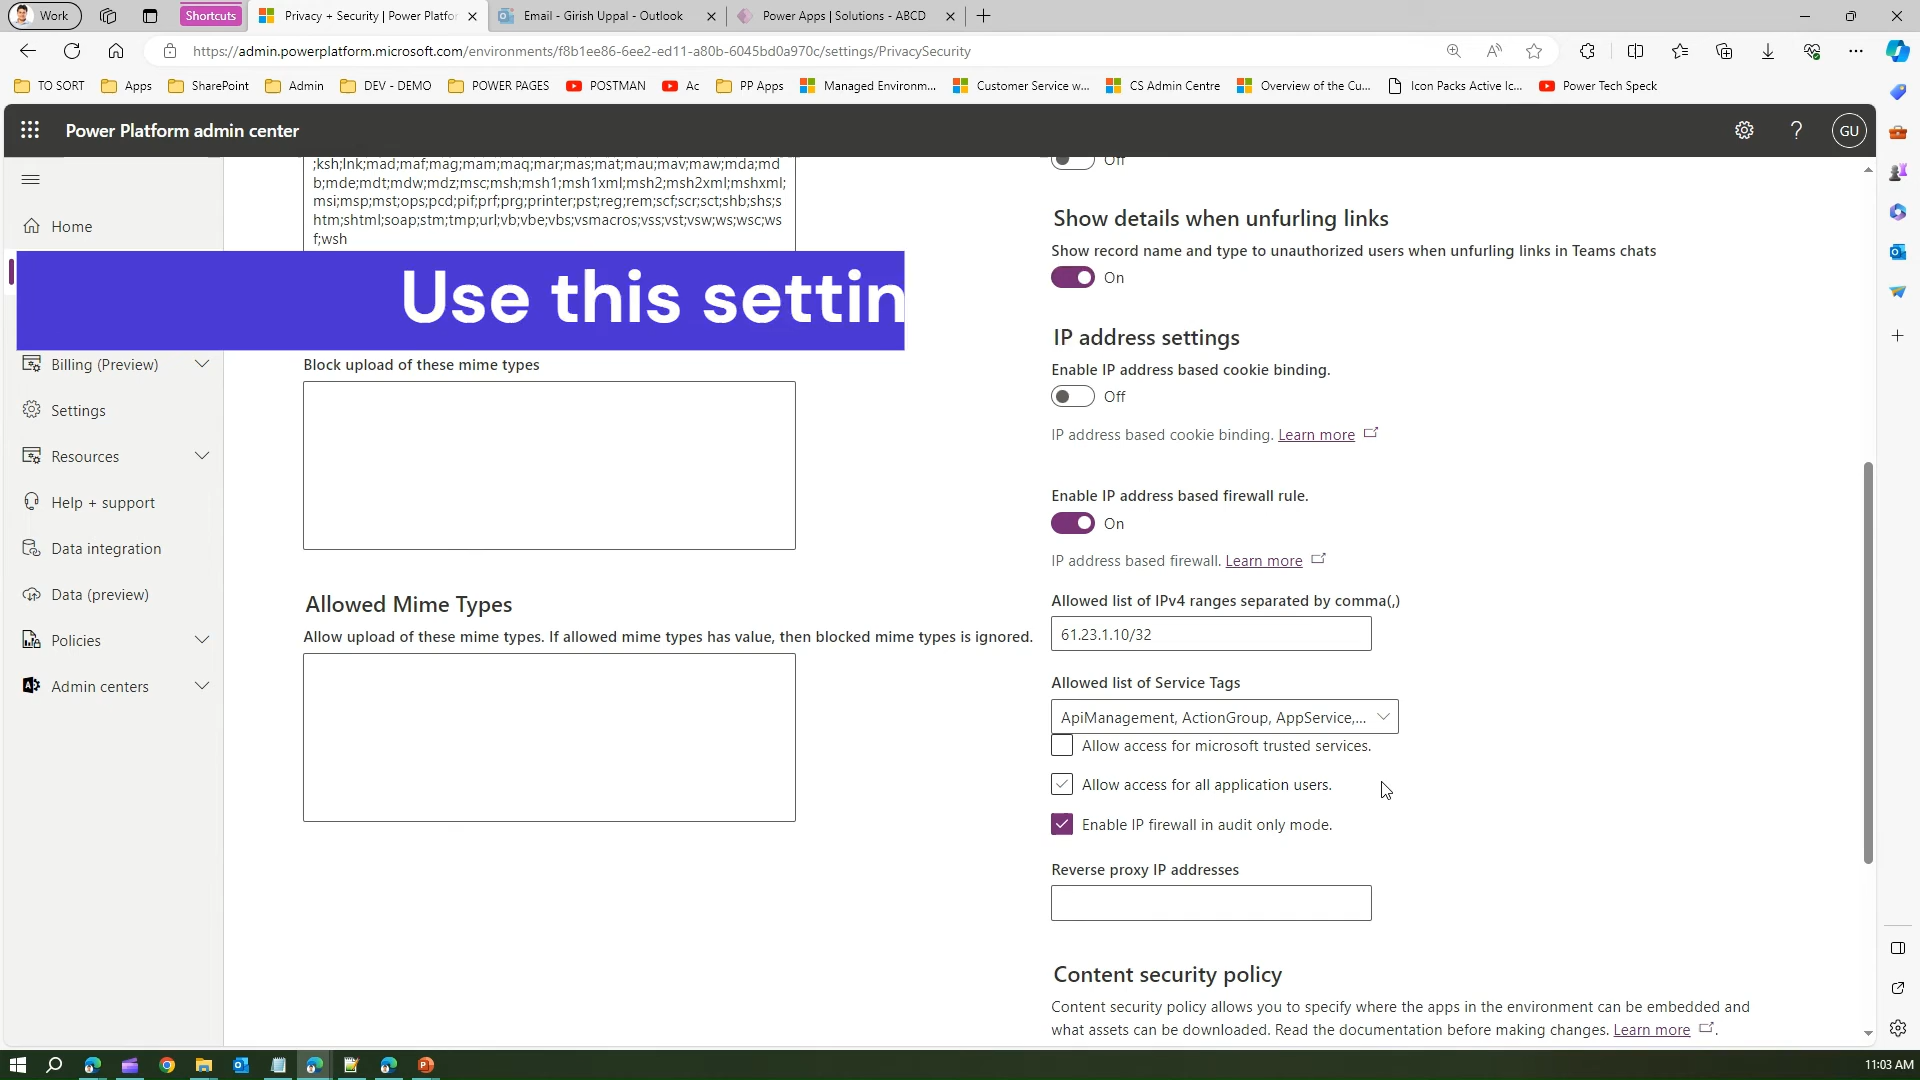 Work
Shortcuts
Privacy + Security | Power Platfor
Email - Girish Uppal - Outlook
Power Apps | Solutions - ABCD
https://admin.powerplatform.microsoft.com/environments/f8b1ee86-6ee2-ed11-a80b-6045bd0a970c/settings/PrivacySecurity
TO SORT
Apps
SharePoint
Admin
DEV - DEMO
POWER PAGES
POSTMAN
Ac
PP Apps
Managed Environm...
Customer Service w...
CS Admin Centre
Overview of the Cu...
Icon Packs Active Ic...
Power Tech Speck
Power Platform admin center
GU
Home
Billing (Preview)
Settings
Resources
Help + support
Data integration
Data (preview)
Policies
Admin centers
;ksh;lnk;mad;maf;mag;mam;maq;mar;mas;mat;mau;mav;maw;mda;md
b;mde;mdt;mdw;mdz;msc;msh;msh1;msh1xml;msh2;msh2xml;mshxml;
msi;msp;mst;ops;pcd;pif;prf;prg;printer;pst;reg;rem;scf;scr;sct;shb;shs;s
htm;shtml;soap;stm;tmp;url;vb;vbe;vbs;vsmacros;vss;vst;vsw;ws;wsc;ws
f;wsh
Use this settin
Block upload of these mime types
Allowed Mime Types
Allow upload of these mime types. If allowed mime types has value, then blocked mime types is ignored.
Off
Show details when unfurling links
Show record name and type to unauthorized users when unfurling links in Teams chats
On
IP address settings
Enable IP address based cookie binding.
Off
IP address based cookie binding. Learn more
Enable IP address based firewall rule.
On
IP address based firewall. Learn more
Allowed list of IPv4 ranges separated by comma(,)
61.23.1.10/32
Allowed list of Service Tags
ApiManagement, ActionGroup, AppService,...
Allow access for microsoft trusted services.
Allow access for all application users.
Enable IP firewall in audit only mode.
Reverse proxy IP addresses
Content security policy
Content security policy allows you to specify where the apps in the environment can be embedded and
what assets can be downloaded. Read the documentation before making changes. Learn more .
11:03 AM